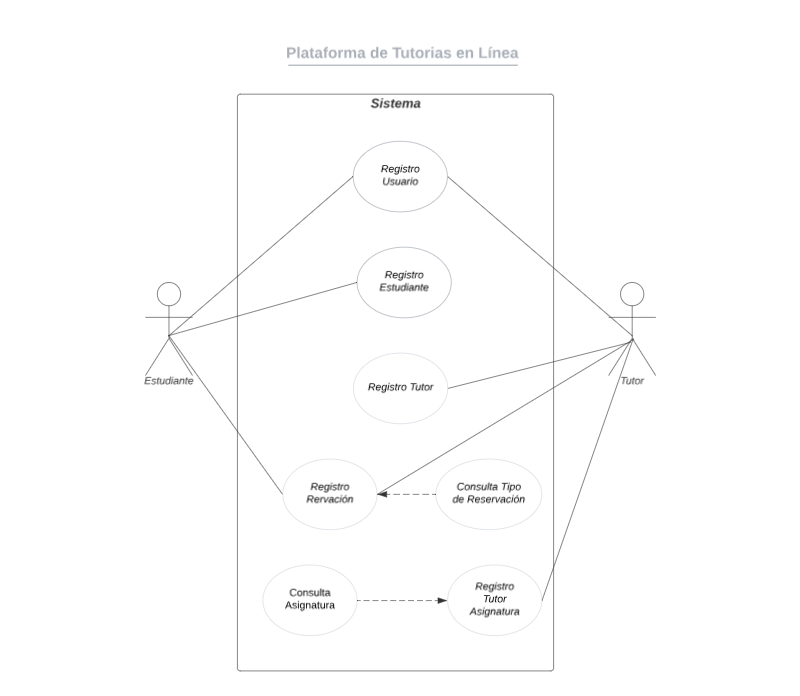 Plataforma de Tutorias en Línea
Sistema
Registro
Usuario
Registro
Estudiante
Estudiante
Tutor
Registro Tutor
Registro
Rervación
Consulta Tipo
de Reservación
Consulta
Asignatura
Registro
Tutor
Asignatura